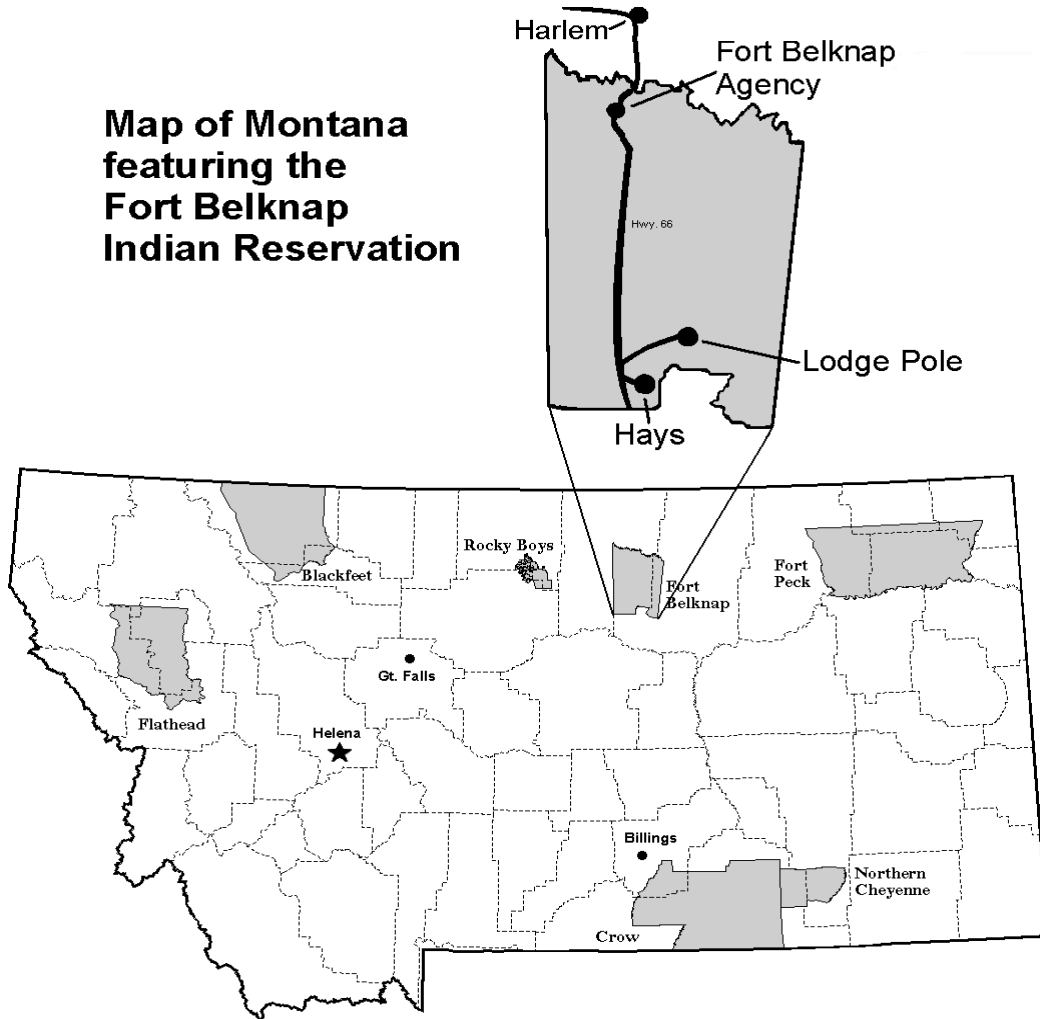 Harlem
Fort Belknap
Agency
Map of Montana
featuring the
Fort Belknap
Indian Reservation
Hwy. 66
Lodge Pole
Hays
Rocky Boys
Blackfeet
Fort
Belknap
Fort
Peck
Gt. Falls
Flathead
Helena
Billings
Northern
Cheyenne
Crow